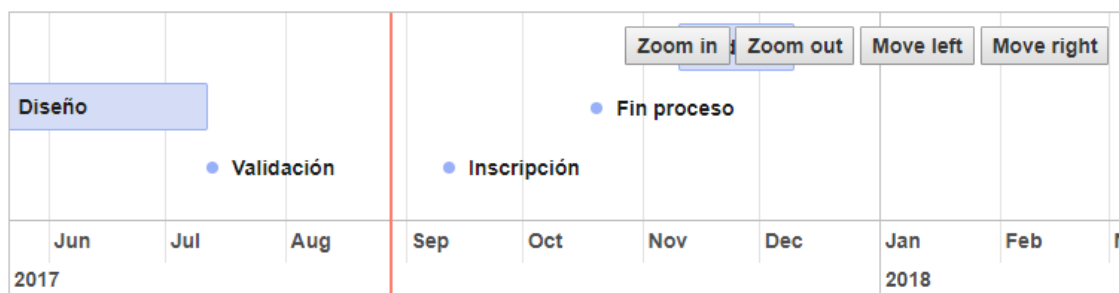 Zoom in Zoom out Move left Move right
Diseño
Fin proceso
Validación Inscripción
Jun Jul Aug Sep Oct Nov Dec Jan Feb
2017 2018